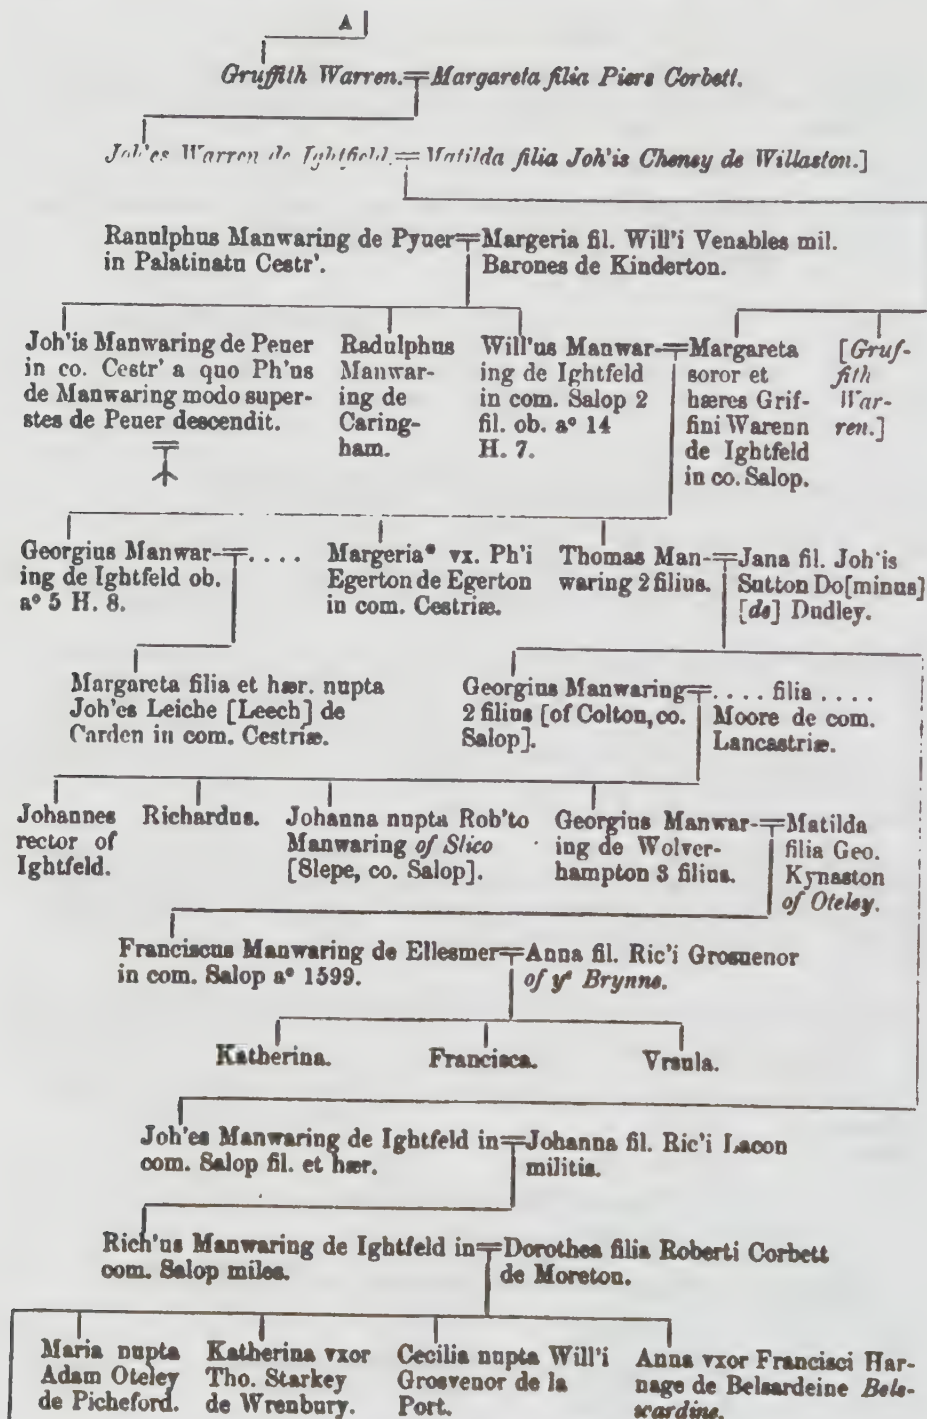 A
Gruffith Warren. Margareta filia Piers Corbett.
Joh'es Warren de Ightfield. Matilda filia Joh'is Cheney de Willaston.]
Ranulphus Manwaring de Pyuer
in Palatinatu Cestr'.
Margeria fil. Will'i Venables mil.
Barones de Kinderton.
Joh'is Manwaring de Peuer
in co. Cestr' a quo Ph'us
de Manwaring modo super-
stes de Peuer descendit.
Radulphus
Manwar-
ing de
Caring-
ham.
Will'us Manwar-
ing de Ightfeld
in com. Salop 2
fil. ob. aº 14
H. 7.
Margareta
soror et
hæres Grif-
fini Warenn
de Ightfeld
in co. Salop.
[Gruf-
fith
War-
ren.]
Georgius Manwar-
ing de Ightfeld ob.
aº 5 H. 8.
. . . .
Margeria* vx. Ph'i
Egerton de Egerton
in com. Cestriæ.
Thomas Man-
waring 2 filius.
Jana fil. Joh'is
Sutton Do[minus]
[de] Dudley.
Margareta filia et hær. nupta
Joh'es Leiche [Leech] de
Carden in com. Cestriæ.
Georgius Manwaring
2 filius [of Colton, co.
Salop].
. . . . filia . . . .
Moore de com.
Lancastriæ.
Johannes
rector of
Ightfeld.
Richardus.
Johanna nupta Rob'to
Manwaring of Slico
[Slepe, co. Salop].
Georgius Manwar-
ing de Wolver-
hampton 3 filius.
Matilda
filia Geo.
Kynaston
of Oteley.
Franciscus Manwaring de Ellesmer
in com. Salop aº 1599.
Anna fil. Ric'i Grosuenor
of yᵉ Brynne.
Katherina. Francisca. Vrsula.
Joh'es Manwaring de Ightfeld in
com. Salop fil. et hær.
Johanna fil. Ric'i Lacon
militis.
Rich'us Manwaring de Ightfeld in
com. Salop miles.
Dorothea filia Roberti Corbett
de Moreton.
Maria nupta
Adam Oteley
de Picheford.
Katherina vxor
Tho. Starkey
de Wrenbury.
Cecilia nupta Will'i
Grosvenor de la
Port.
Anna vxor Francisci Har-
nage de Belsardeine Bels-
wardine.